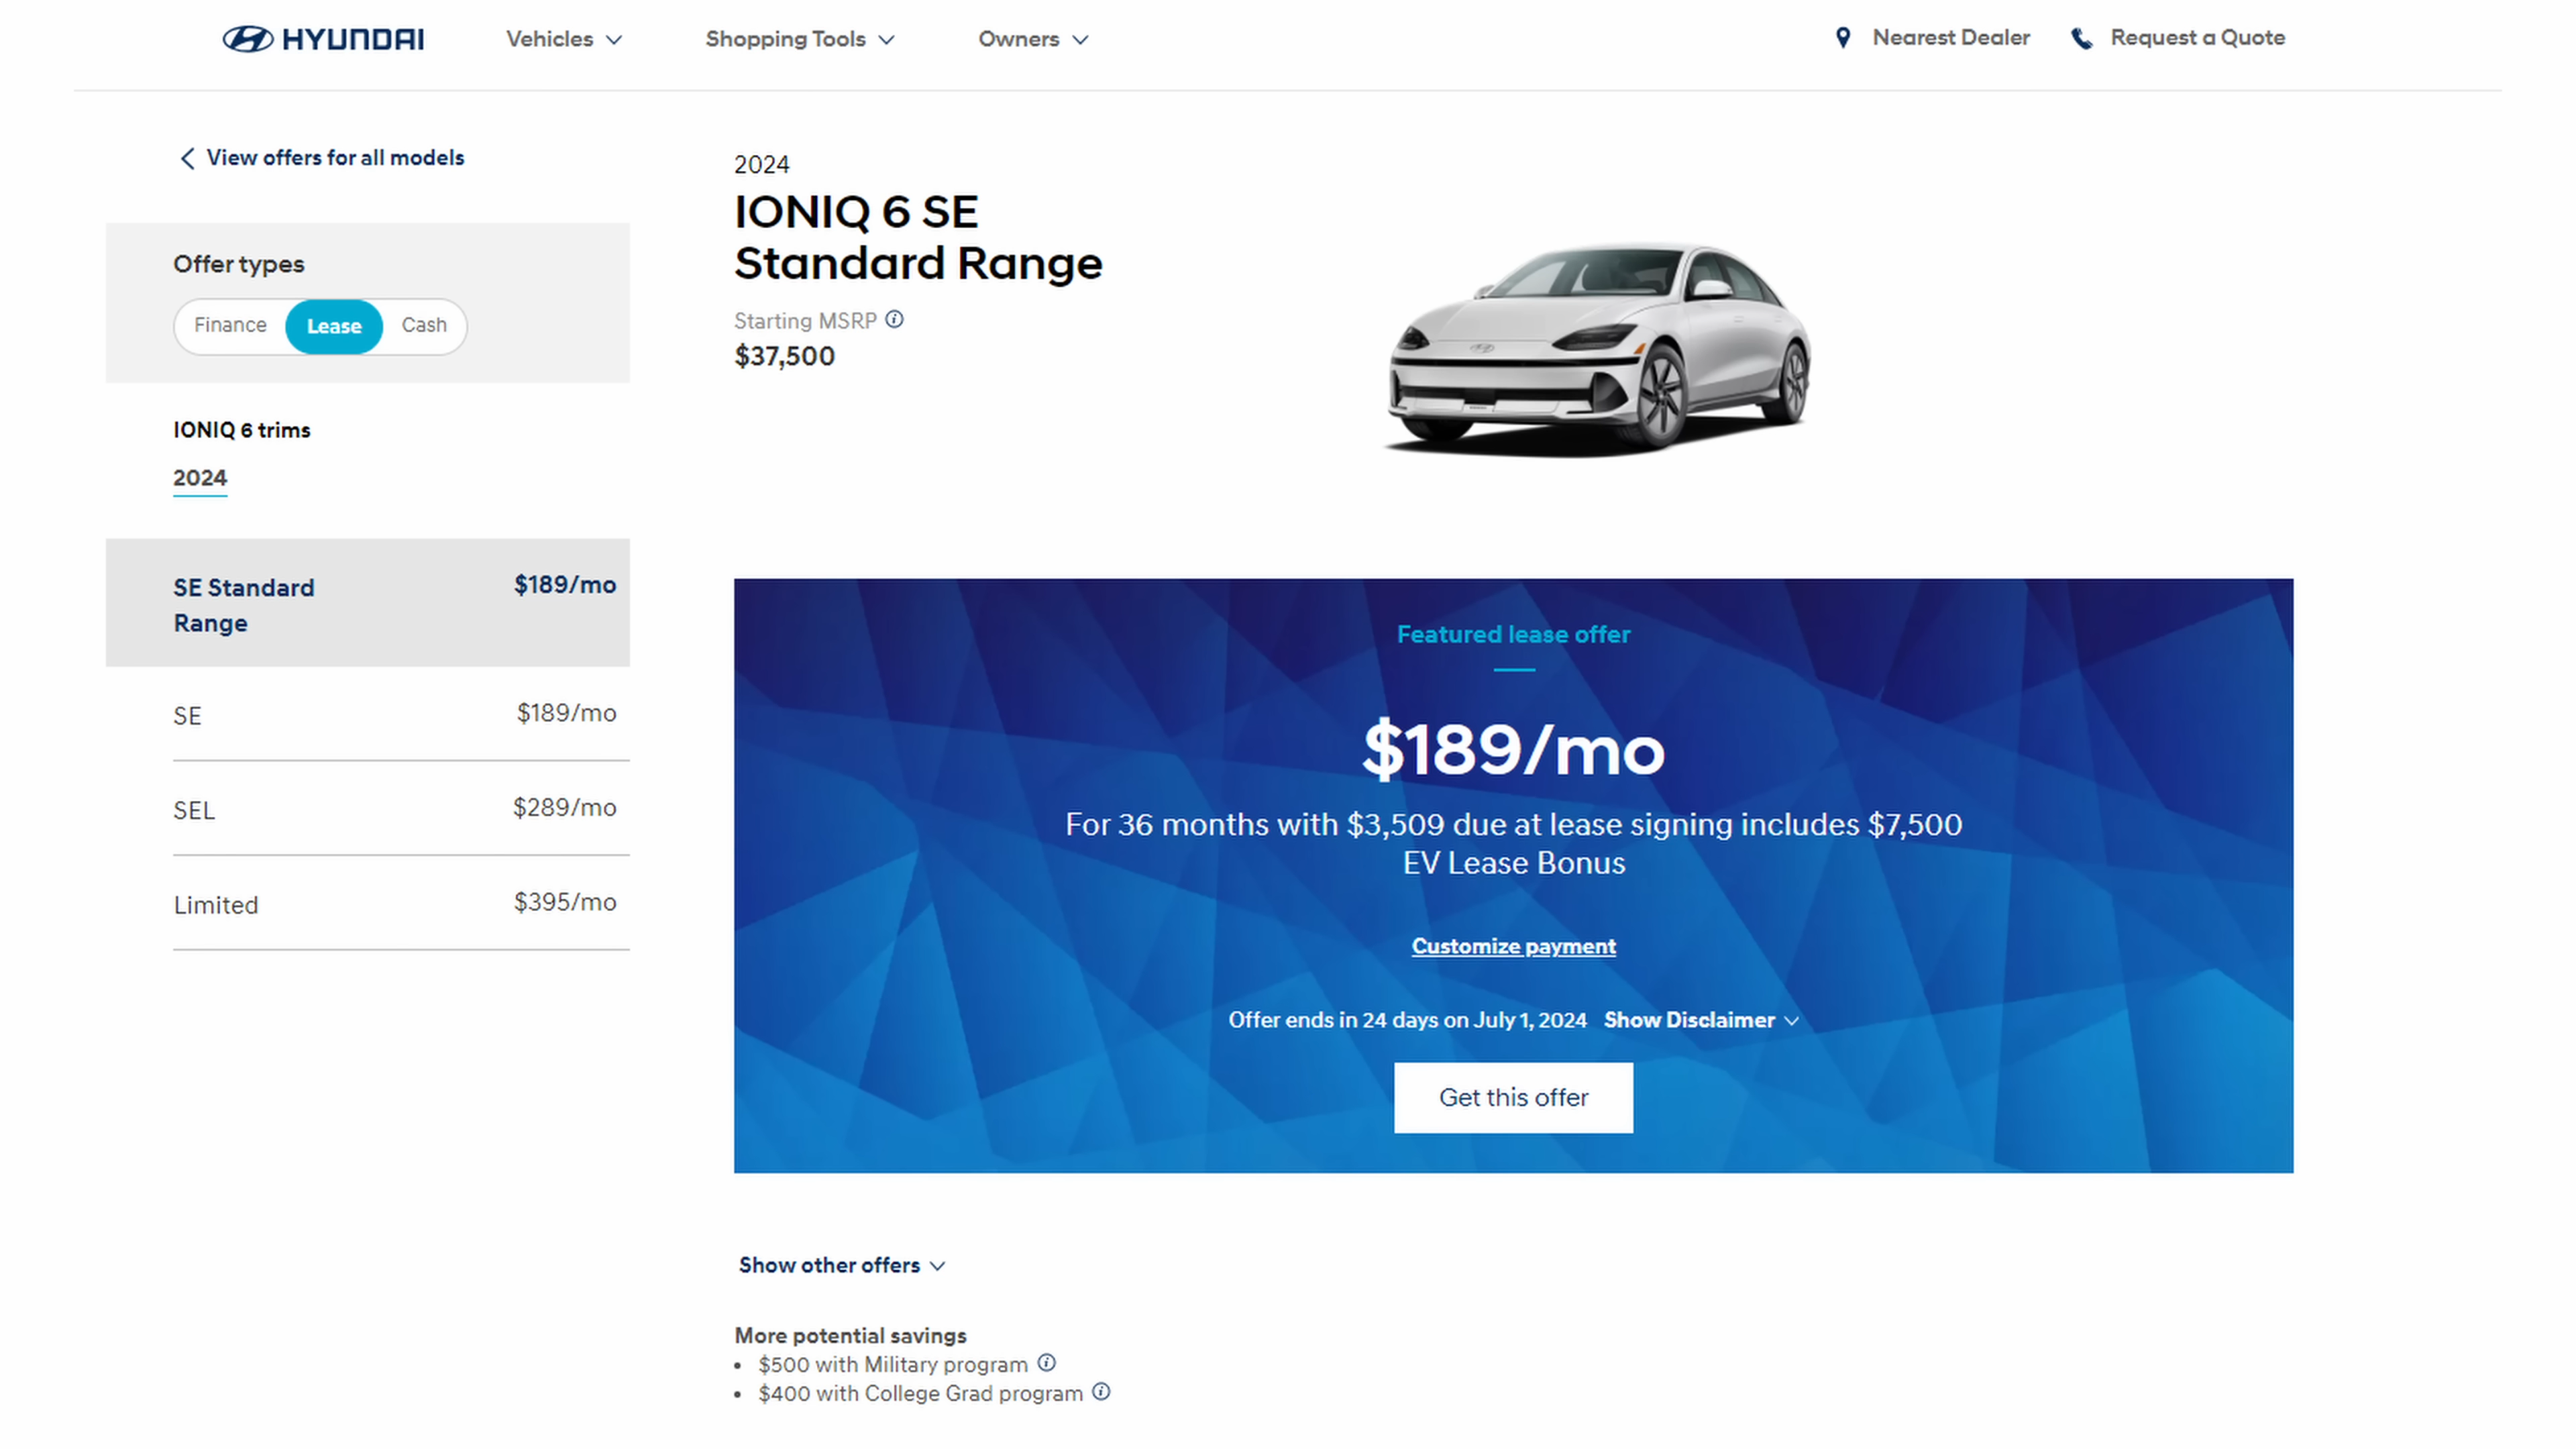 HYUNDAI
Vehicles
Shopping Tools
Owners
Nearest Dealer
Request a Quote
View offers for all models
Offer types
Finance
Lease
Cash
IONIQ 6 trims
2024
SE Standard
Range
$189/mo
SE
$189/mo
SEL
$289/mo
Limited
$395/mo
2024
IONIQ 6 SE
Standard Range
Starting MSRP
$37,500
Featured lease offer
$189/mo
For 36 months with $3,509 due at lease signing includes $7,500
EV Lease Bonus
Customize payment
Offer ends in 24 days on July 1, 2024 Show Disclaimer
Get this offer
Show other offers
More potential savings
• $500 with Military program
• $400 with College Grad program